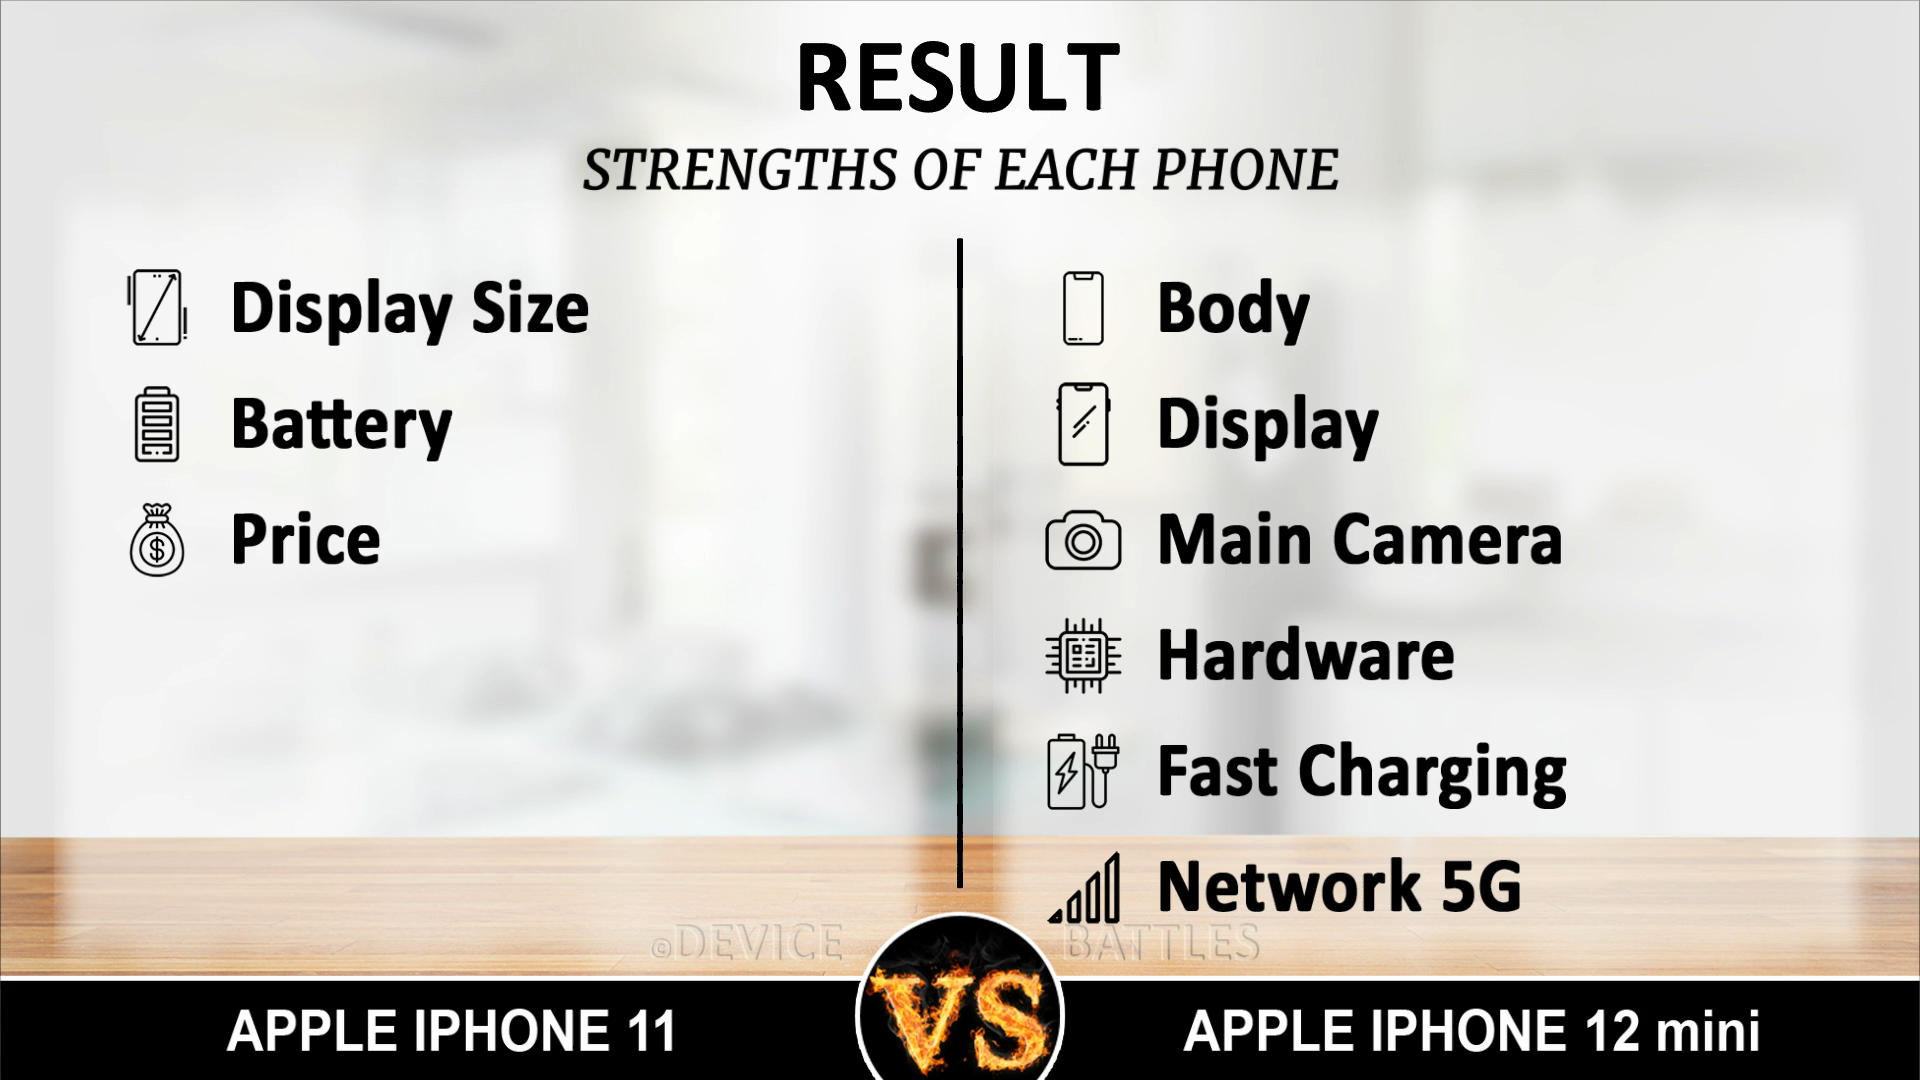 RESULT
STRENGTHS OF EACH PHONE
Display Size
Battery
Price
Body
Display
Main Camera
Hardware
Fast Charging
Network 5G
©DEVICE BATTLES
APPLE IPHONE 11
VS
APPLE IPHONE 12 mini